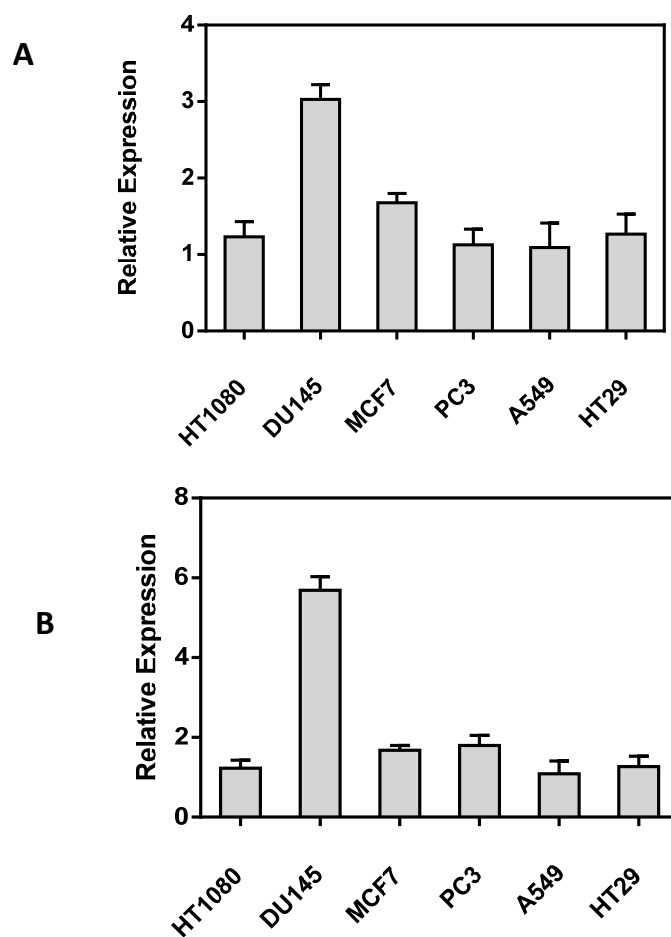 A
Relative Expression
4
3
2
1
0
HT1080 DU145 MCF7 PC3 A549 HT29
B
Relative Expression
8
6
4
2
0
HT1080 DU145 MCF7 PC3 A549 HT29